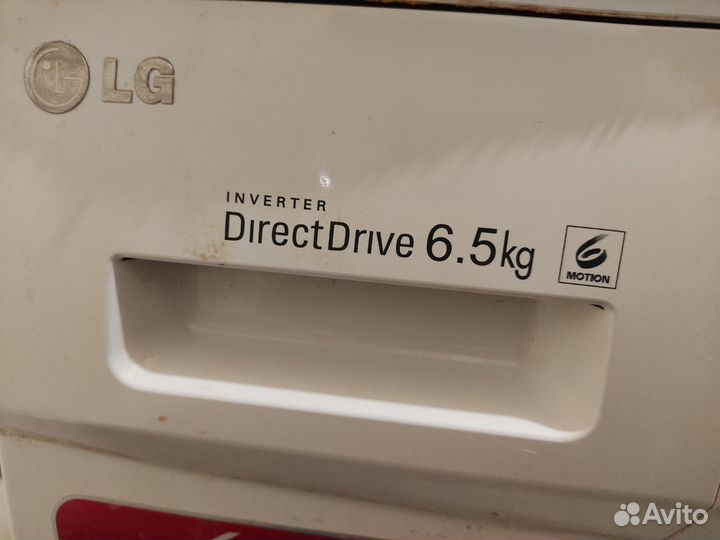 LG
INVERTER
DirectDrive 6.5kg
6
MOTION
Avito